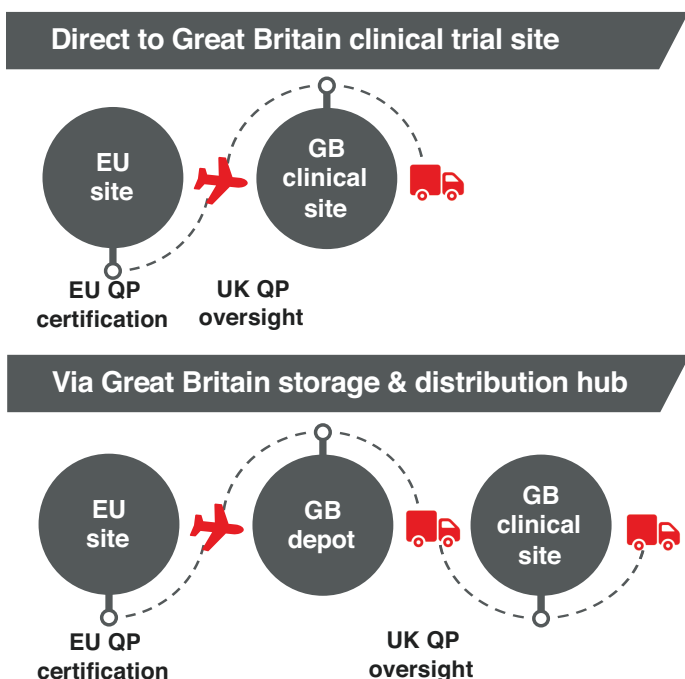 Direct to Great Britain clinical trial site
EU
site
GB
clinical
site
EU QP
certification
UK QP
oversight
Via Great Britain storage & distribution hub
EU
site
GB
depot
GB
clinical
site
EU QP
certification
UK QP
oversight